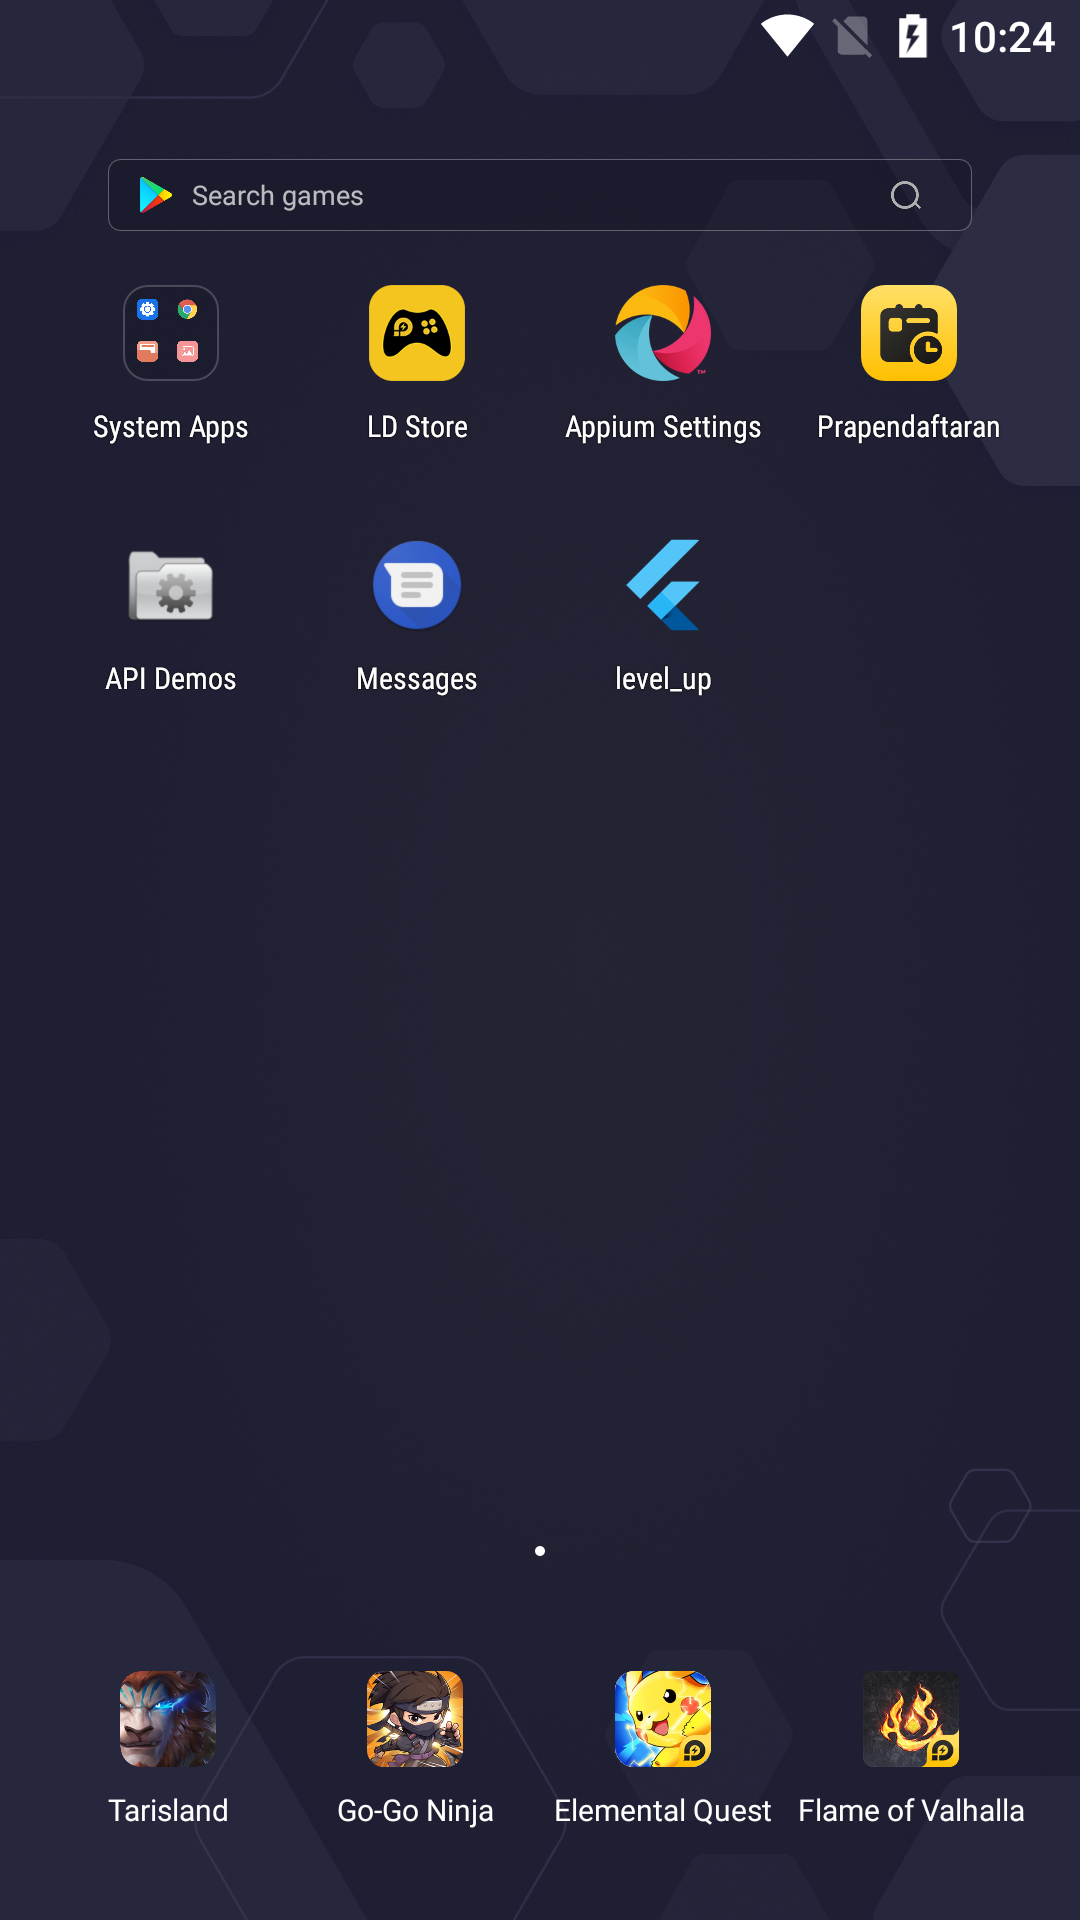 10:24
Search games
System Apps
LD Store
Appium Settings
Prapendaftaran
API Demos
Messages
level_up
Tarisland
Go-Go Ninja
Elemental Quest
Flame of Valhalla